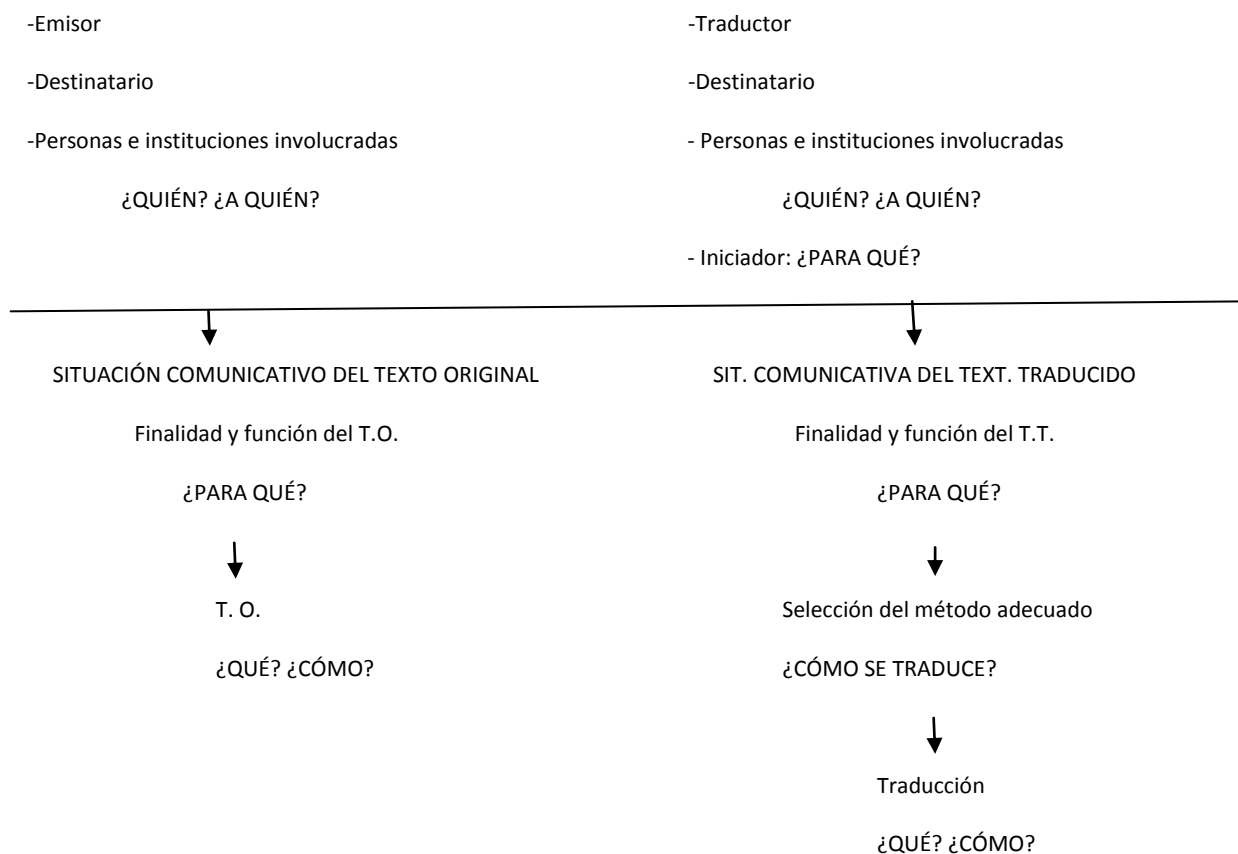 -Emisor
-Destinatario
-Personas e instituciones involucradas
¿QUIÉN? ¿A QUIÉN?
-Traductor
-Destinatario
- Personas e instituciones involucradas
¿QUIÉN? ¿A QUIÉN?
- Iniciador: ¿PARA QUÉ?
SITUACIÓN COMUNICATIVO DEL TEXTO ORIGINAL
Finalidad y función del T.O.
¿PARA QUÉ?
T. O.
¿QUÉ? ¿CÓMO?
SIT. COMUNICATIVA DEL TEXT. TRADUCIDO
Finalidad y función del T.T.
¿PARA QUÉ?
Selección del método adecuado
¿CÓMO SE TRADUCE?
Traducción
¿QUÉ? ¿CÓMO?